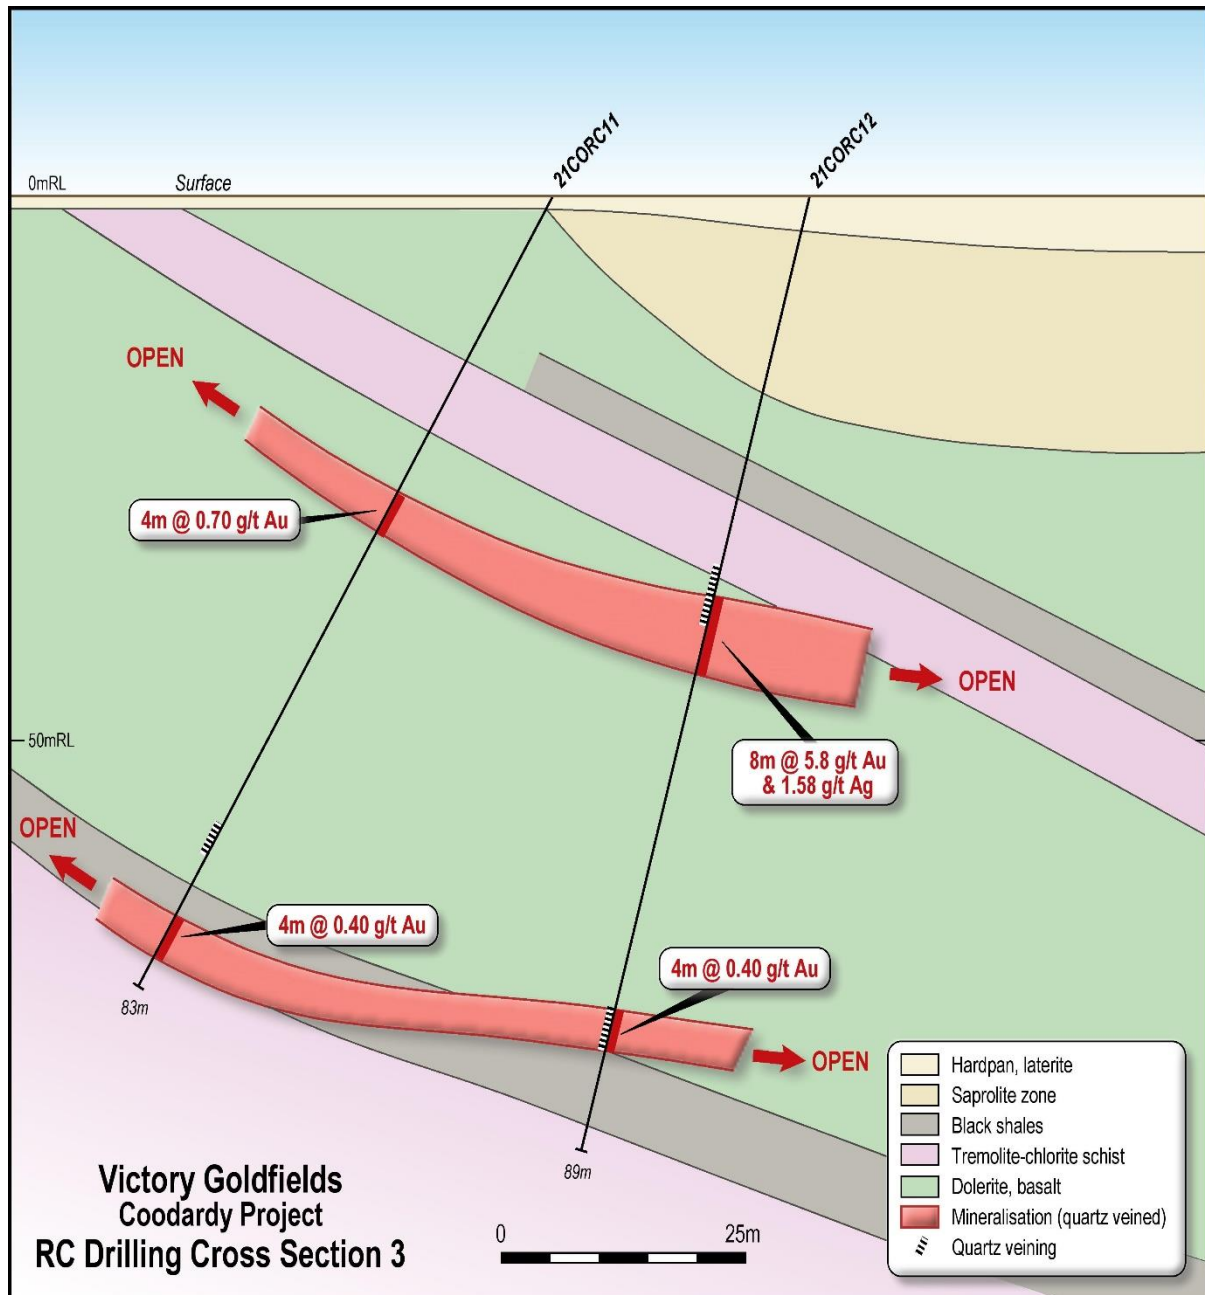 21CORC11
21CORC12
0mRL
Surface
OPEN
4m @ 0.70 g/t Au
OPEN
50mRL
8m @ 5.8 g/t Au
& 1.58 g/t Ag
OPEN
4m @ 0.40 g/t Au
4m @ 0.40 g/t Au
83m
OPEN
89m
Hardpan, laterite
Saprolite zone
Black shales
Tremolite-chlorite schist
Dolerite, basalt
Mineralisation (quartz veined)
Quartz veining
Victory Goldfields
Coodardy Project
RC Drilling Cross Section 3
0 25m